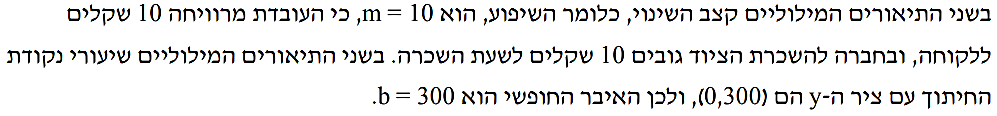 בשני התיאורים המילוליים קצב השינוי, כלומר השיפוע, הוא m = 10, כי העובדת מרוויחה 10 שקלים
ללקוחה, ובחברה להשכרת הציוד גובים 10 שקלים לשעת השכרה. בשני התיאורים המילוליים שיעורי נקודת
החיתוך עם ציר ה-y הם (0,300), ולכן האיבר החופשי הוא b = 300.